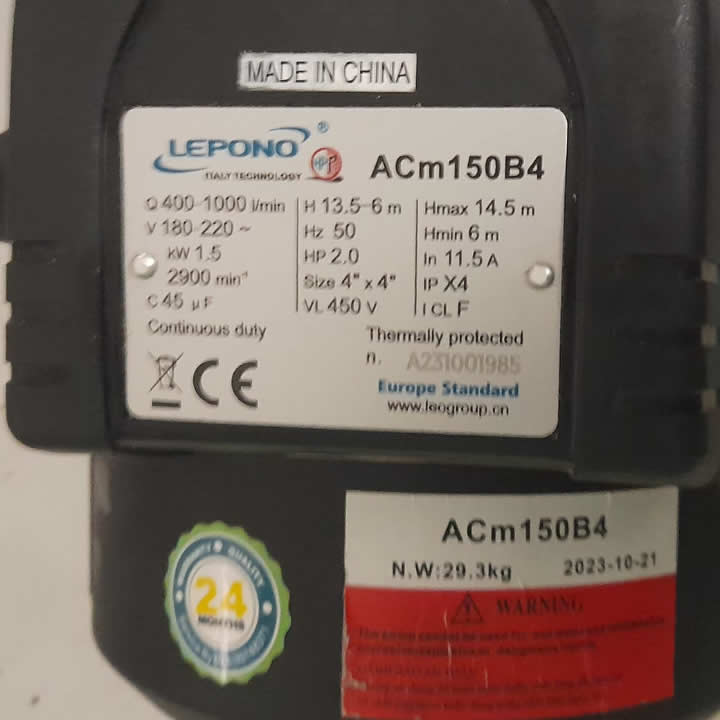 MADE IN CHINA
LEPONO®
ITALY TECHNOLOGY
ACm150B4
Q 400-1000 l/min H 13.5-6 m Hmax 14.5 m
V 180-220 ~ Hz 50 Hmin 6 m
kW 1.5 HP 2.0 In 11.5 A
2900 min⁻¹ Size 4" x 4" IP X4
C 45 μF VL 450 V I CL F
Continuous duty Thermally protected
n. A231001985
CE
Europe Standard
www.leogroup.cn
ACm150B4
N.W:29.3kg 2023-10-21
WARNING
QUALITY
24
MONTHS